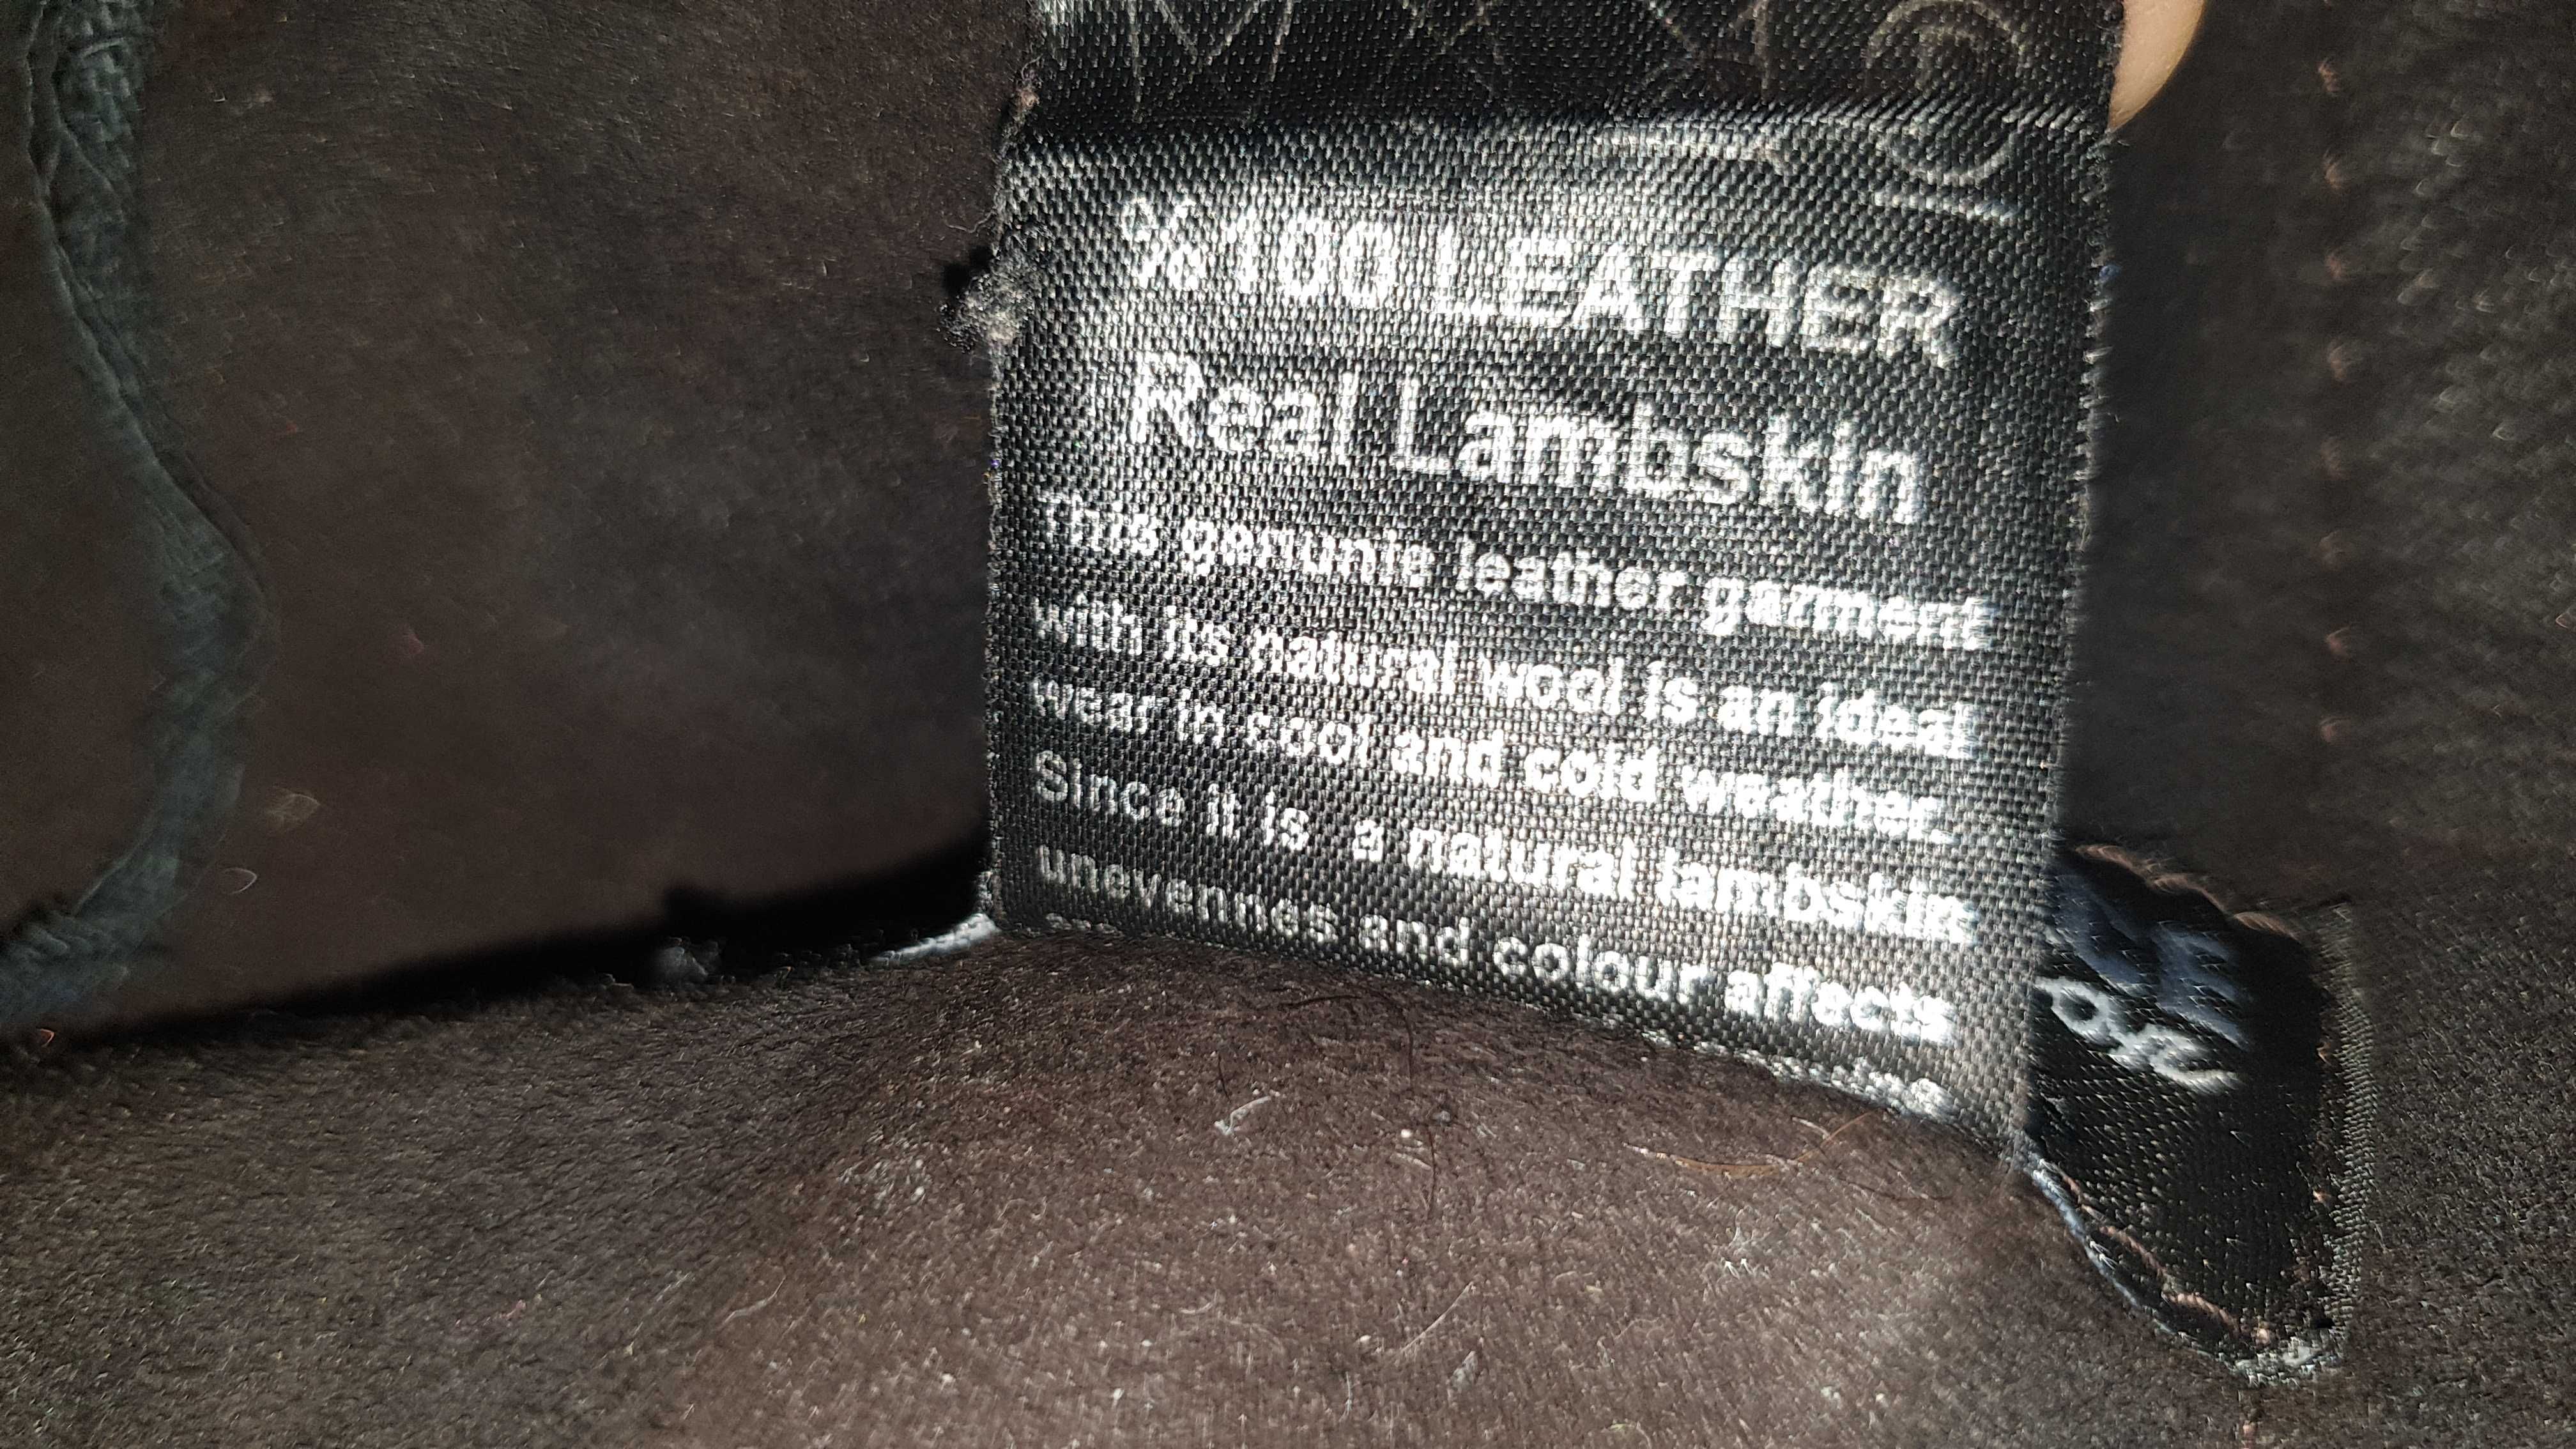 %100 LEATHER
Real Lambskin
This genunie leather garment
with its natural wool is an ideal
wear in cool and cold weather.
Since it is a natural lambskin
unevennes and colour affects